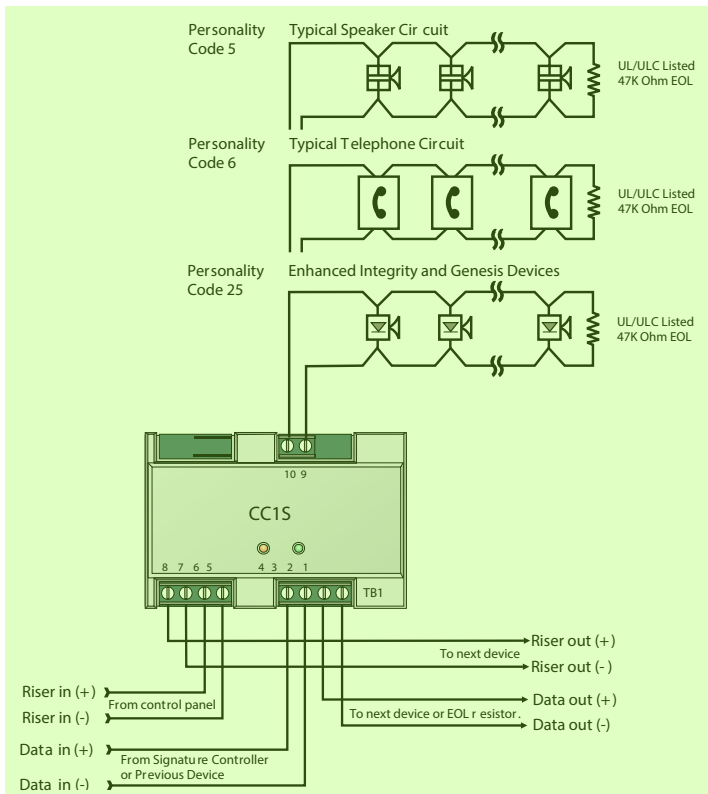 Personality Code 5
Typical Speaker Cir cuit
UL/ULC Listed
47K Ohm EOL
Personality Code 6
Typical Telephone Circuit
UL/ULC Listed
47K Ohm EOL
Personality Code 25
Enhanced Integrity and Genesis Devices
UL/ULC Listed
47K Ohm EOL
10 9
CC1S
8 7 6 5
4 3 2 1
TB1
Riser out (+)
To next device
Riser out (-)
Riser in (+)
From control panel
Riser in (-)
Data out (+)
To next device or EOL r esistor.
Data out (-)
Data in (+)
From Signature Controller
or Previous Device
Data in (-)